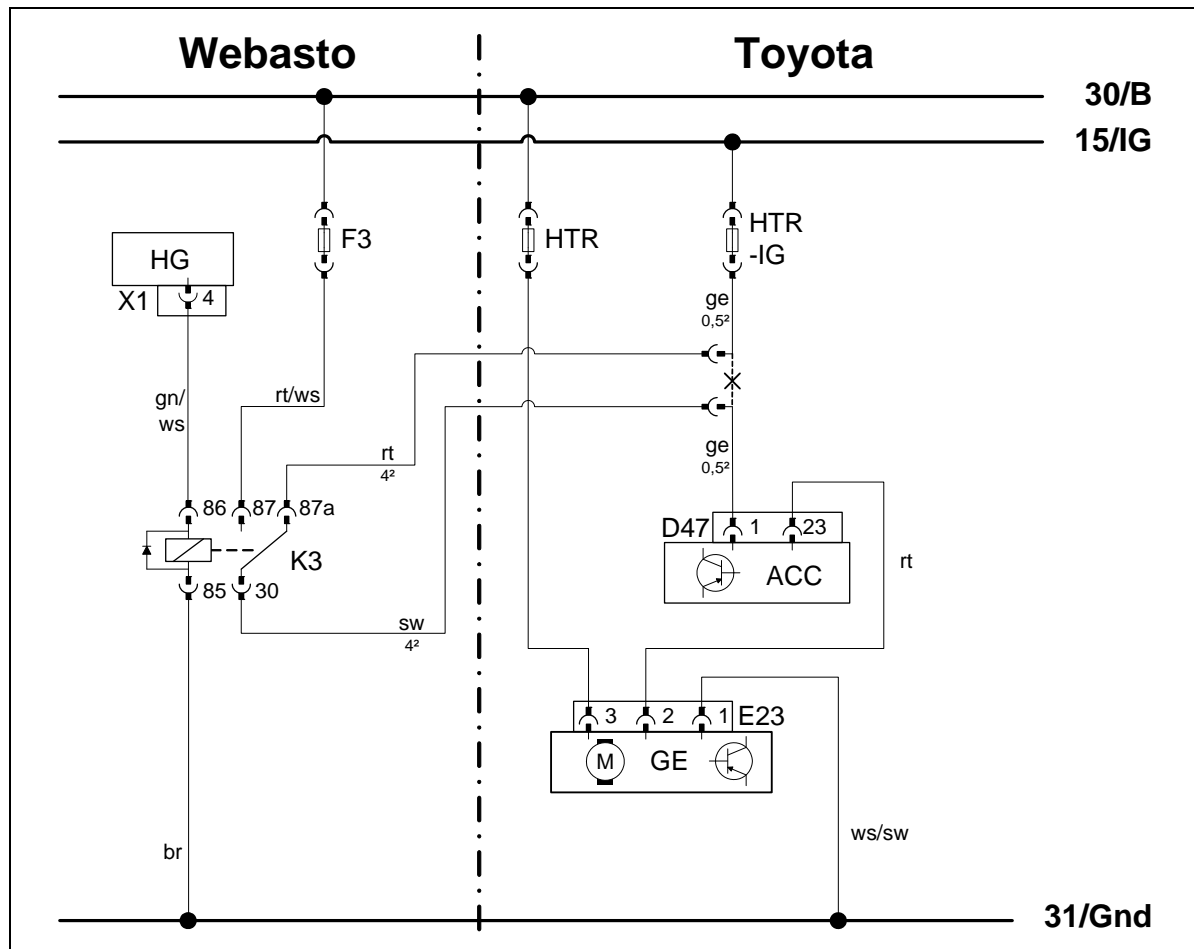 Webasto Toyota
30/B
15/IG
F3 HTR HTR
-IG
HG
X1 4
ge
0,5²
gn/
ws
rt/ws
rt
4²
ge
0,5²
86 87 87a
K3
85 30
D47 1 23
ACC
rt
sw
4²
3 2 1 E23
M GE
ws/sw
br
31/Gnd